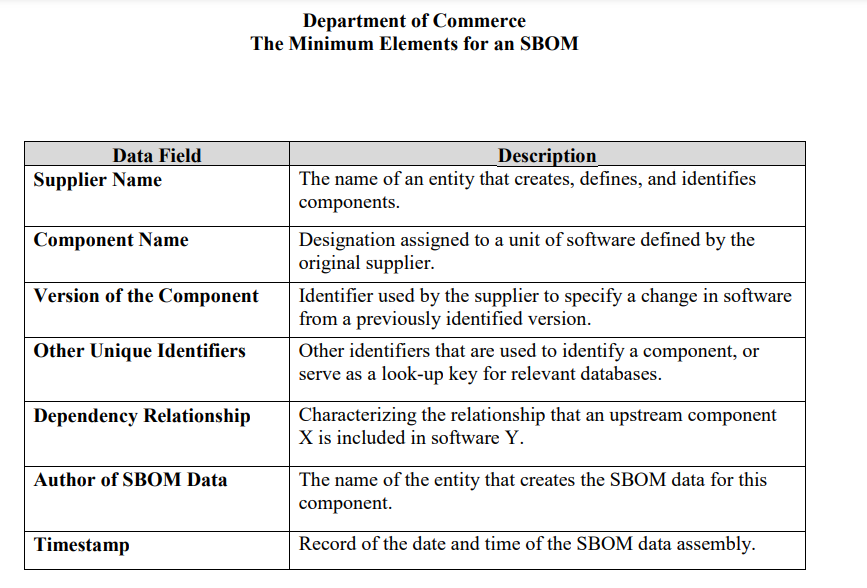 Department of Commerce
The Minimum Elements for an SBOM
Data Field Description
Supplier Name The name of an entity that creates, defines, and identifies
components.
Component Name Designation assigned to a unit of software defined by the
original supplier.
Version of the Component Identifier used by the supplier to specify a change in software
from a previously identified version.
Other Unique Identifiers Other identifiers that are used to identify a component, or
serve as a look-up key for relevant databases.
Dependency Relationship Characterizing the relationship that an upstream component
X is included in software Y.
Author of SBOM Data The name of the entity that creates the SBOM data for this
component.
Timestamp Record of the date and time of the SBOM data assembly.